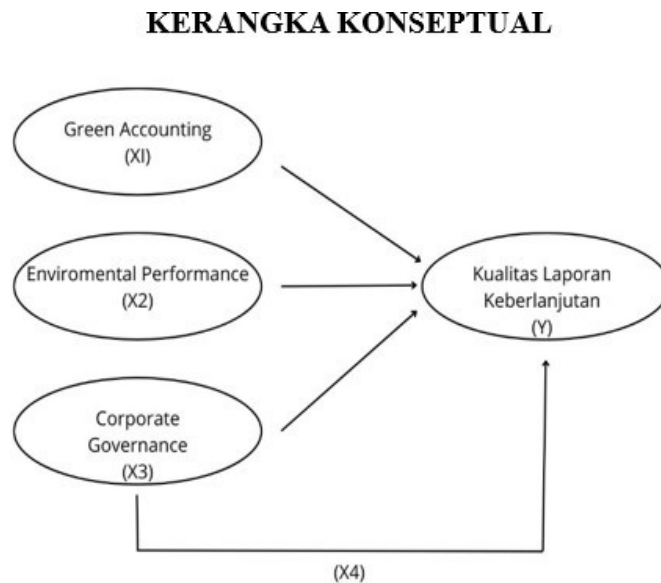 KERANGKA KONSEPTUAL
Green Accounting
(XI)
Enviromental Performance
(X2)
Corporate
Governance
(X3)
Kualitas Laporan
Keberlanjutan
(Y)
(X4)